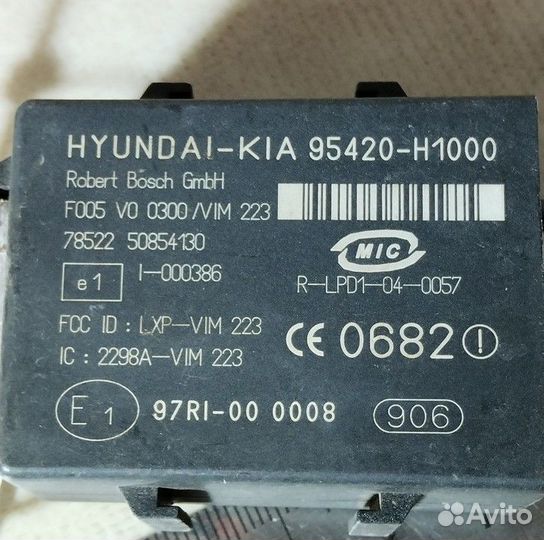 HYUNDAI-KIA 95420-H1000
Robert Bosch GmbH
F005 V0 0300/VIM 223
78522 50854130
MIC
e1 I-000386
R-LPD1-04-0057
FCC ID : LXP-VIM 223
IC : 2298A-VIM 223
CE 0682
E1 97RI-00 0008 906
Avito